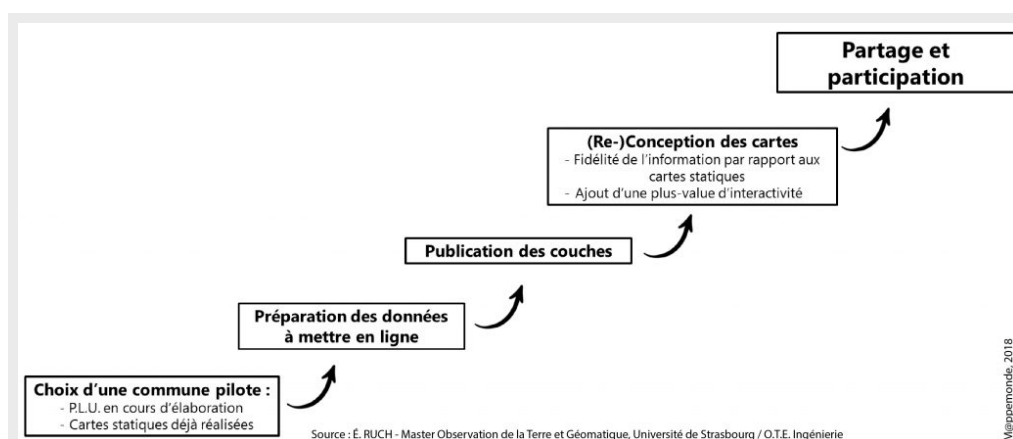 Partage et
participation
(Re-)Conception des cartes
- Fidélité de l'information par rapport aux
cartes statiques
- Ajout d'une plus-value d'interactivité
Publication des couches
Préparation des données
à mettre en ligne
Choix d'une commune pilote :
- P.L.U. en cours d'élaboration
- Cartes statiques déjà réalisées
Source : É. RUCH - Master Observation de la Terre et Géomatique, Université de Strasbourg / O.T.E. Ingénierie
M@ppemonde, 2018